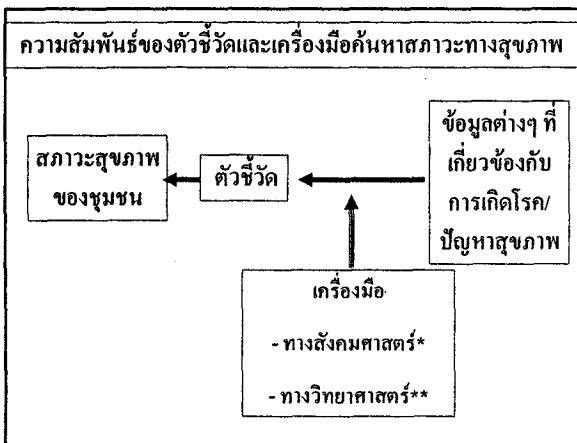 ความสัมพันธ์ของตัวชี้วัดและเครื่องมือค้นหาสภาวะทางสุขภาพ
สภาวะสุขภาพ
ของชุมชน
ตัวชี้วัด
ข้อมูลต่างๆ ที่
เกี่ยวข้องกับ
การเกิดโรค/
ปัญหาสุขภาพ
เครื่องมือ
- ทางสังคมศาสตร์*
- ทางวิทยาศาสตร์**